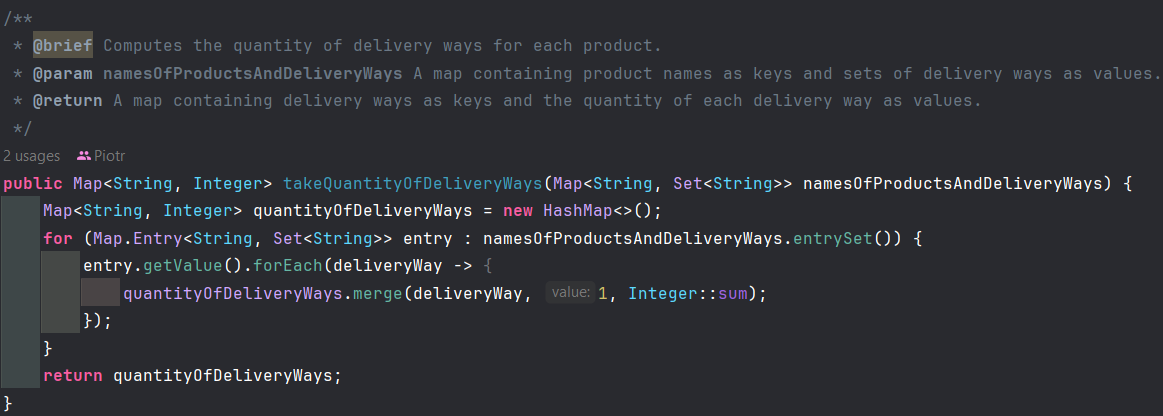 /**
 * @brief Computes the quantity of delivery ways for each product.
 * @param namesOfProductsAndDeliveryWays A map containing product names as keys and sets of delivery ways as values.
 * @return A map containing delivery ways as keys and the quantity of each delivery way as values.
 */
2 usages Piotr
public Map<String, Integer> takeQuantityOfDeliveryWays(Map<String, Set<String>> namesOfProductsAndDeliveryWays) {
    Map<String, Integer> quantityOfDeliveryWays = new HashMap<>();
    for (Map.Entry<String, Set<String>> entry : namesOfProductsAndDeliveryWays.entrySet()) {
        entry.getValue().forEach(deliveryWay -> {
            quantityOfDeliveryWays.merge(deliveryWay, value: 1, Integer::sum);
        });
    }
    return quantityOfDeliveryWays;
}